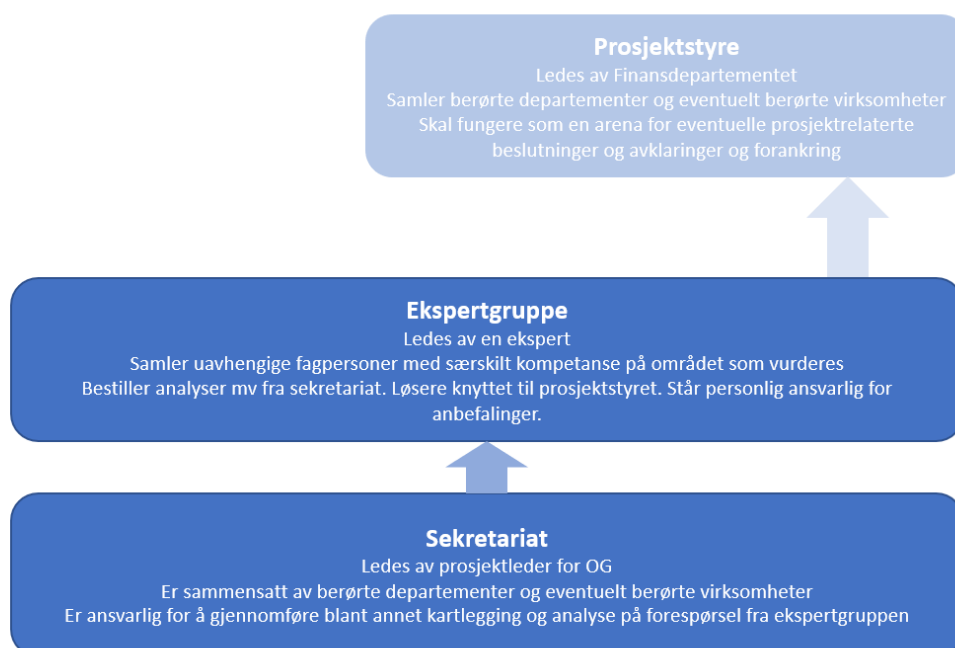 Prosjektstyre
Ledes av Finansdepartementet
Samler berørte departementer og eventuelt berørte virksomheter
Skal fungere som en arena for eventuelle prosjektrelaterte
beslutninger og avklaringer og forankring
Ekspertgruppe
Ledes av en ekspert
Samler uavhengige fagpersoner med særskilt kompetanse på området som vurderes
Bestiller analyser mv fra sekretariat. Løsere knyttet til prosjektstyret. Står personlig ansvarlig for
anbefalinger.
Sekretariat
Ledes av prosjektleder for OG
Er sammensatt av berørte departementer og eventuelt berørte virksomheter
Er ansvarlig for å gjennomføre blant annet kartlegging og analyse på forespørsel fra ekspertgruppen